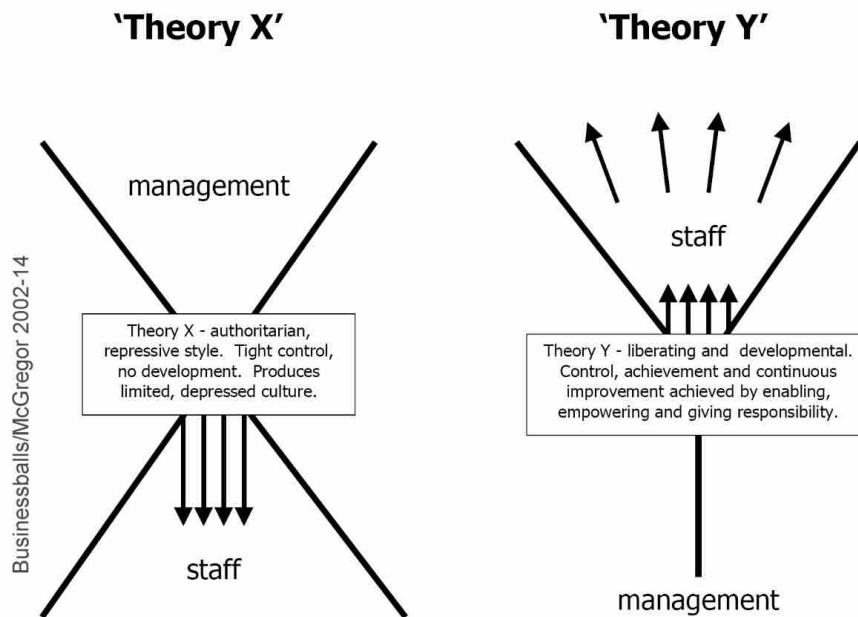 ‘Theory X’
management
Theory X - authoritarian,
repressive style.  Tight control,
no development.  Produces
limited, depressed culture.
staff
‘Theory Y’
staff
Theory Y - liberating and  developmental.
Control, achievement and continuous
improvement achieved by enabling,
empowering and giving responsibility.
management
Businessballs/McGregor 2002-14